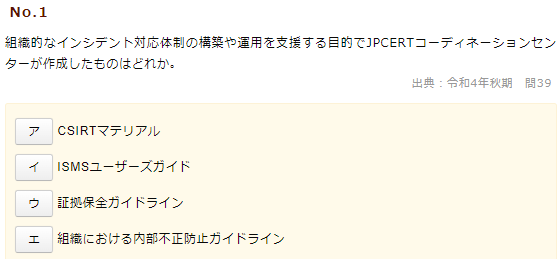 No.1
組織的なインシデント対応体制の構築や運用を支援する目的でJPCERTコーディネーションセン
ターが作成したものはどれか。
出典：令和4年秋期　問39
ア CSIRTマテリアル
イ ISMSユーザーズガイド
ウ 証拠保全ガイドライン
エ 組織における内部不正防止ガイドライン